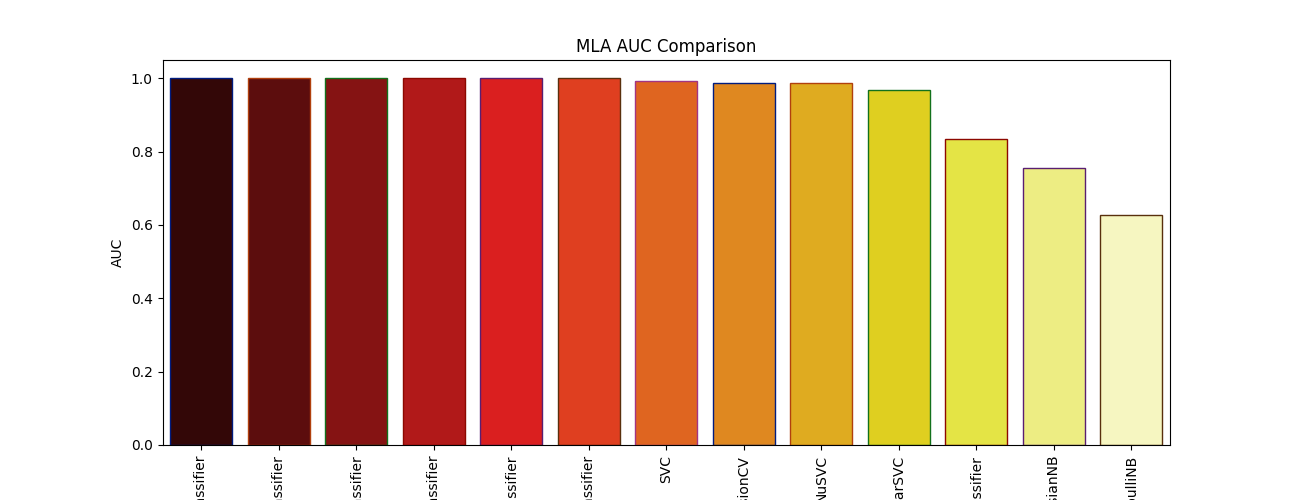 MLA AUC Comparison
1.0
0.8
0.6
0.4
0.2
0.0
AUC
ssifier
ssifier
ssifier
ssifier
ssifier
ssifier
SVC
ionCV
NuSVC
arSVC
ssifier
sianNB
ulliNB